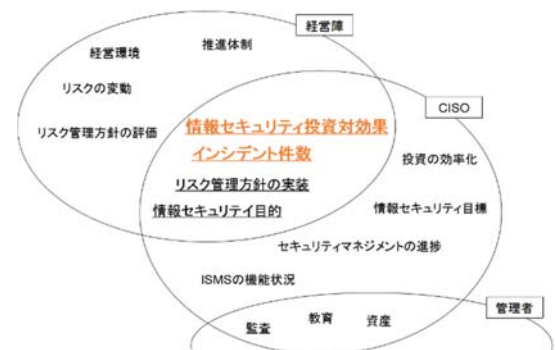 経営陣
推進体制
経営環境
リスクの変動
CISO
リスク管理方針の評価
情報セキュリティ投資対効果
インシデント件数
投資の効率化
リスク管理方針の実装
情報セキュリテイ目的
情報セキュリティ目標
セキュリティマネジメントの進捗
ISMSの機能状況
管理者
監査
教育
資産